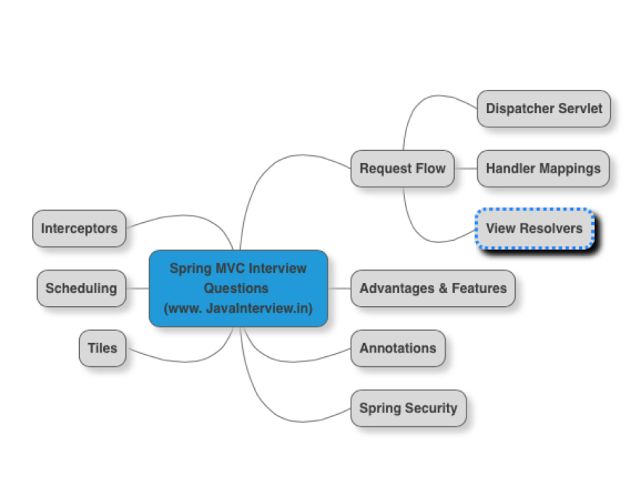 Dispatcher Servlet
Request Flow
Handler Mappings
View Resolvers
Interceptors
Spring MVC Interview
Questions
(www. JavaInterview.in)
Scheduling
Advantages & Features
Tiles
Annotations
Spring Security